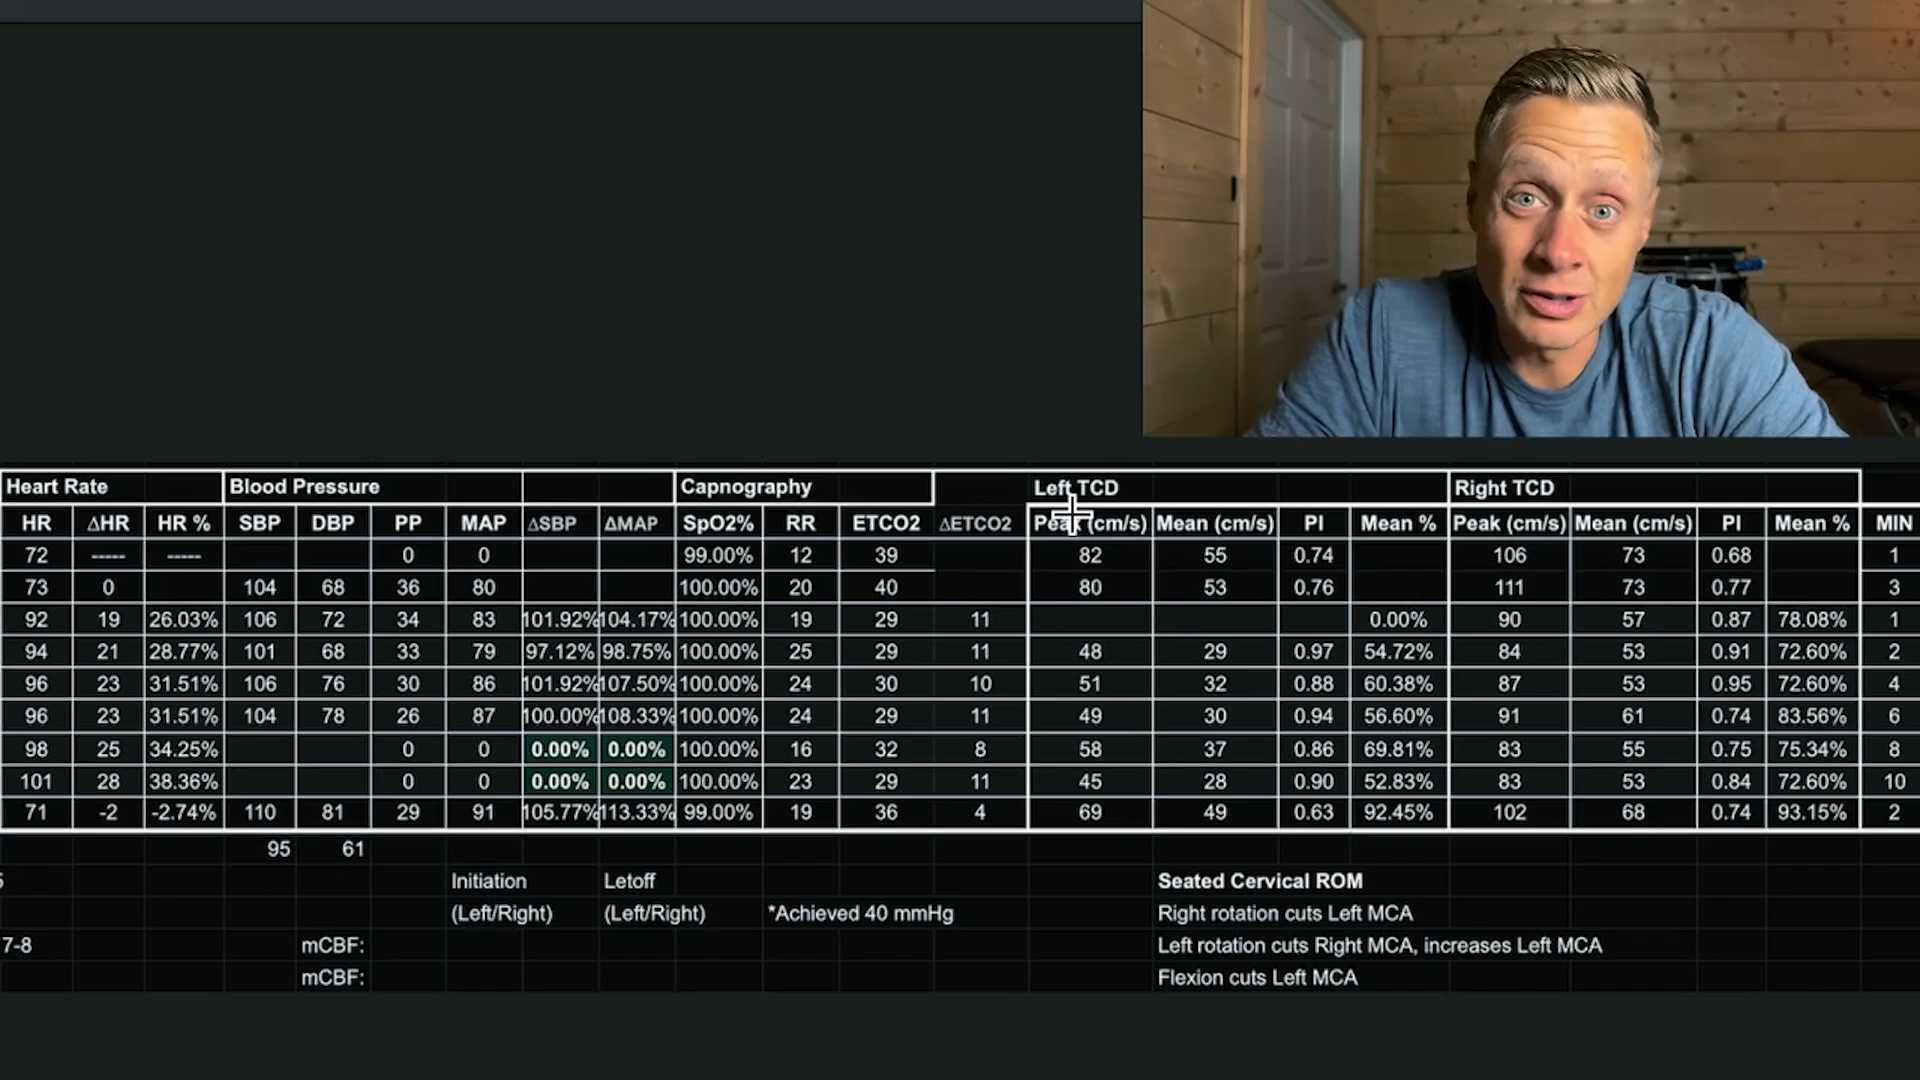 Heart Rate Blood Pressure Capnography Left TCD Right TCD
HR ΔHR HR % SBP DBP PP MAP ΔSBP ΔMAP SpO2% RR ETCO2 ΔETCO2 Peak (cm/s) Mean (cm/s) PI Mean % Peak (cm/s) Mean (cm/s) PI Mean % MIN
72 ----- ----- 0 0 99.00% 12 39 82 55 0.74 106 73 0.68 1
73 0 104 68 36 80 100.00% 20 40 80 53 0.76 111 73 0.77 3
92 19 26.03% 106 72 34 83 101.92% 104.17% 100.00% 19 29 11 0.00% 90 57 0.87 78.08% 1
94 21 28.77% 101 68 33 79 97.12% 98.75% 100.00% 25 29 11 48 29 0.97 54.72% 84 53 0.91 72.60% 2
96 23 31.51% 106 76 30 86 101.92% 107.50% 100.00% 24 30 10 51 32 0.88 60.38% 87 53 0.95 72.60% 4
96 23 31.51% 104 78 26 87 100.00% 108.33% 100.00% 24 29 11 49 30 0.94 56.60% 91 61 0.74 83.56% 6
98 25 34.25% 0 0 0.00% 0.00% 100.00% 16 32 8 58 37 0.86 69.81% 83 55 0.75 75.34% 8
101 28 38.36% 0 0 0.00% 0.00% 100.00% 23 29 11 45 28 0.90 52.83% 83 53 0.84 72.60% 10
71 -2 -2.74% 110 81 29 91 105.77% 113.33% 99.00% 19 36 4 69 49 0.63 92.45% 102 68 0.74 93.15% 2
95 61
Initiation Letoff Seated Cervical ROM
(Left/Right) (Left/Right) *Achieved 40 mmHg Right rotation cuts Left MCA
7-8 mCBF: Left rotation cuts Right MCA, increases Left MCA
mCBF: Flexion cuts Left MCA